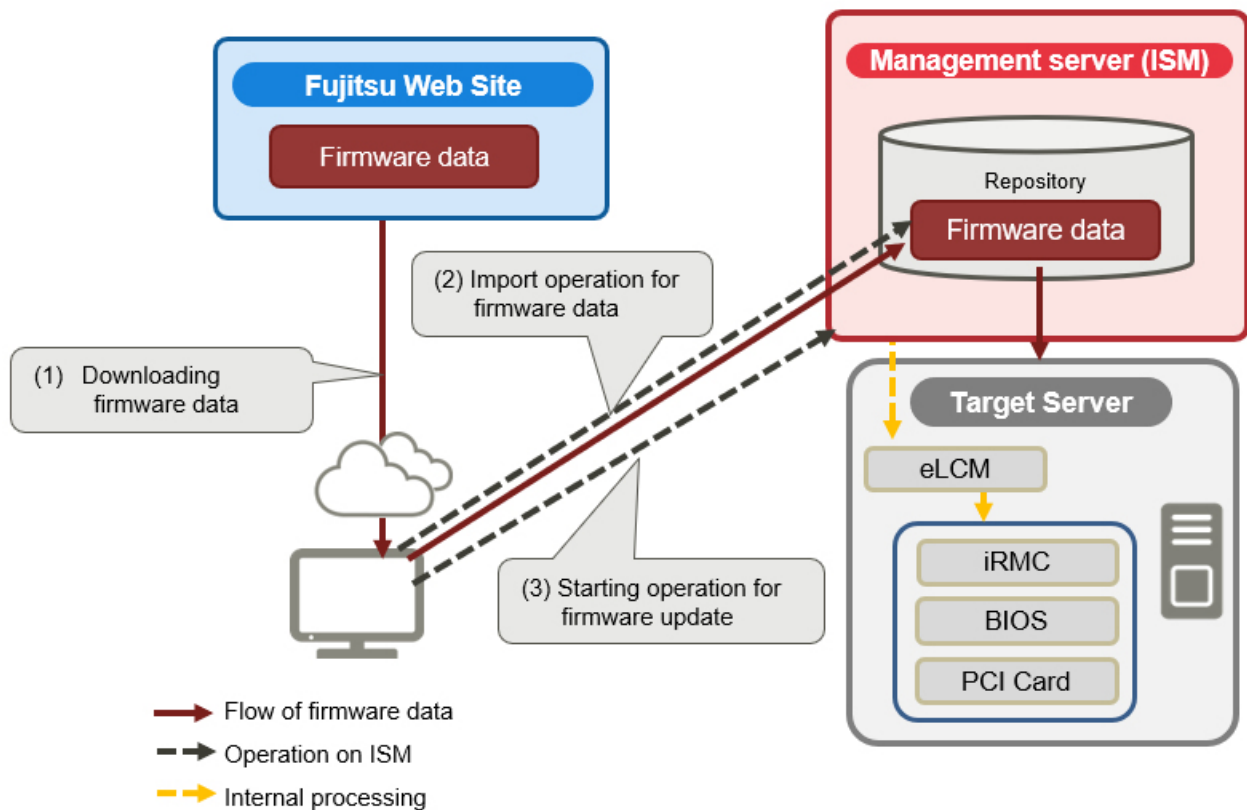 Fujitsu Web Site
Firmware data
Management server (ISM)
Repository
Firmware data
(2) Import operation for
firmware data
(1) Downloading
firmware data
Target Server
eLCM
iRMC
BIOS
PCI Card
(3) Starting operation for
firmware update
Flow of firmware data
Operation on ISM
Internal processing